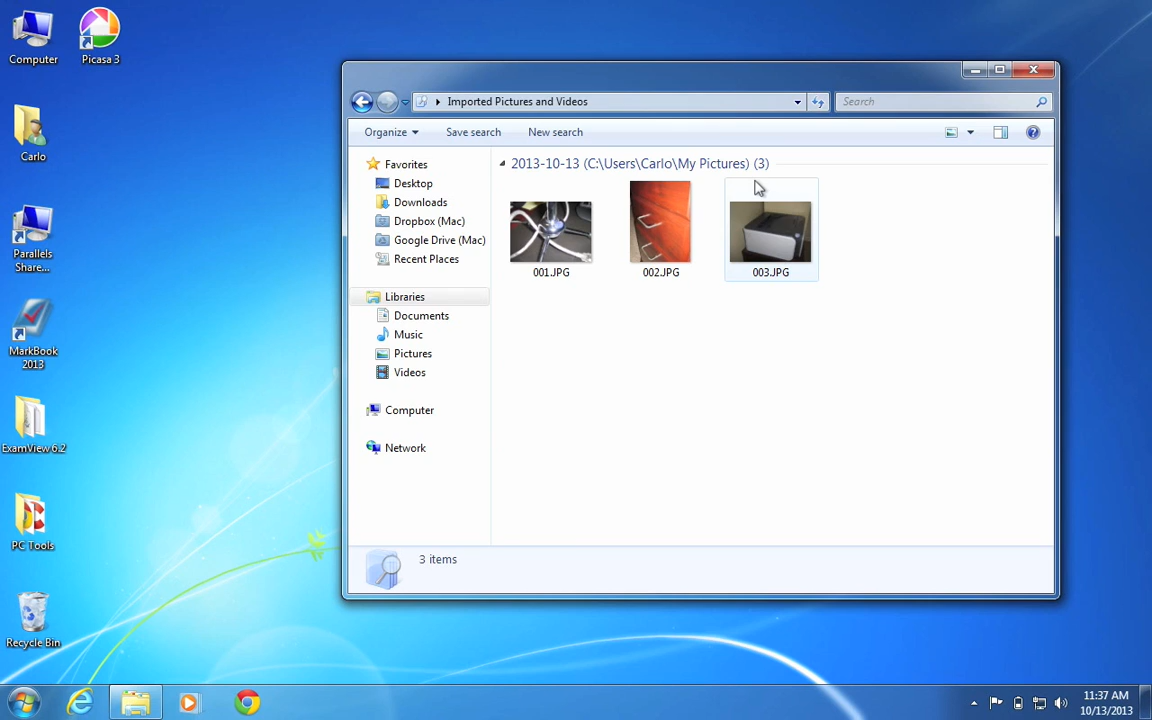 Computer
Picasa 3
Carlo
Parallels
Share...
MarkBook
2013
ExamView 6.2
PC Tools
Recycle Bin
Imported Pictures and Videos
Search
Organize
Save search
New search
Favorites
Desktop
Downloads
Dropbox (Mac)
Google Drive (Mac)
Recent Places
Libraries
Documents
Music
Pictures
Videos
Computer
Network
2013-10-13 (C:\Users\Carlo\My Pictures) (3)
001.JPG
002.JPG
003.JPG
3 items
11:37 AM
10/13/2013